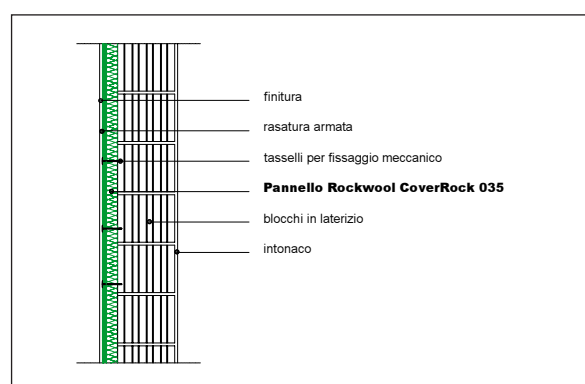 finitura
rasatura armata
tasselli per fissaggio meccanico
Pannello Rockwool CoverRock 035
blocchi in laterizio
intonaco